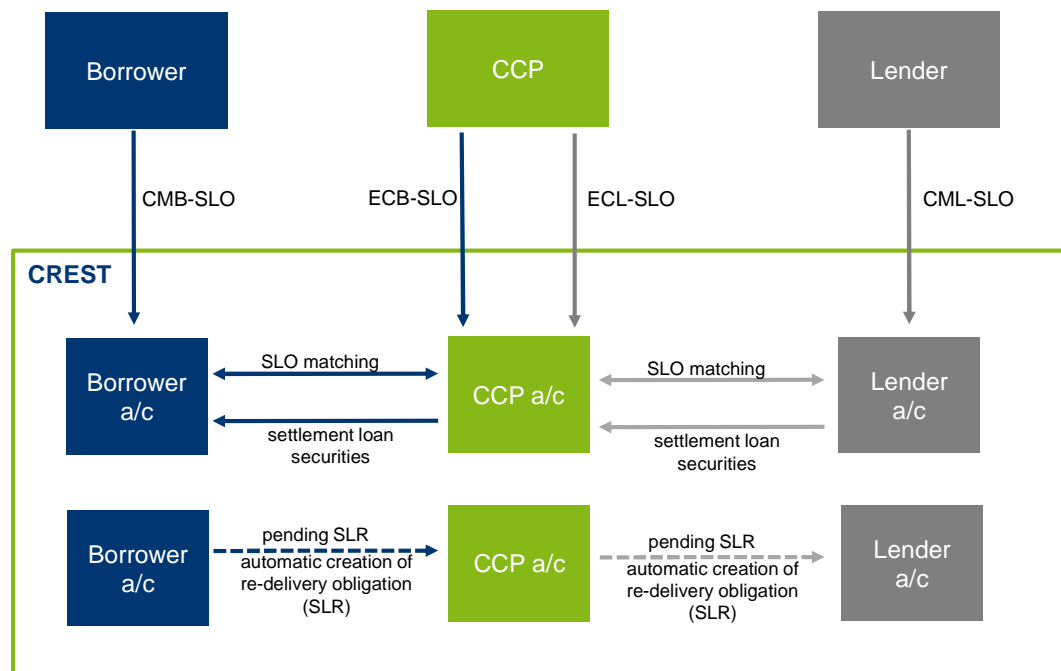 Borrower
CCP
Lender
CMB-SLO
ECB-SLO
ECL-SLO
CML-SLO
CREST
Borrower
a/c
SLO matching
settlement loan
securities
CCP a/c
SLO matching
settlement loan
securities
Lender
a/c
Borrower
a/c
pending SLR
automatic creation of
re-delivery obligation
(SLR)
CCP a/c
pending SLR
automatic creation of
re-delivery obligation
(SLR)
Lender
a/c